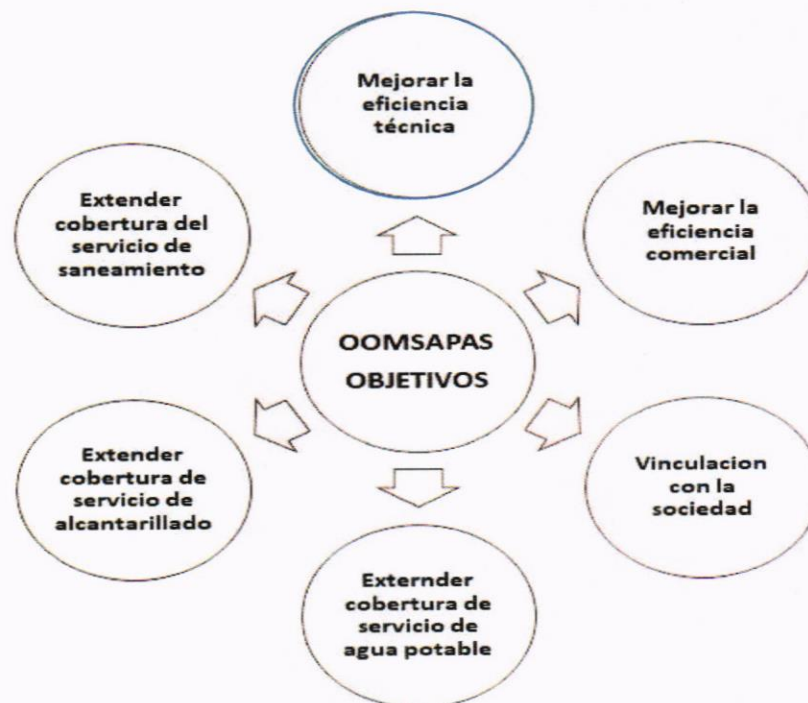 Mejorar la
eficiencia
técnica
Extender
cobertura del
servicio de
saneamiento
Mejorar la
eficiencia
comercial
OOMSAPAS
OBJETIVOS
Extender
cobertura de
servicio de
alcantarillado
Vinculacion
con la
sociedad
Externder
cobertura de
servicio de
agua potable